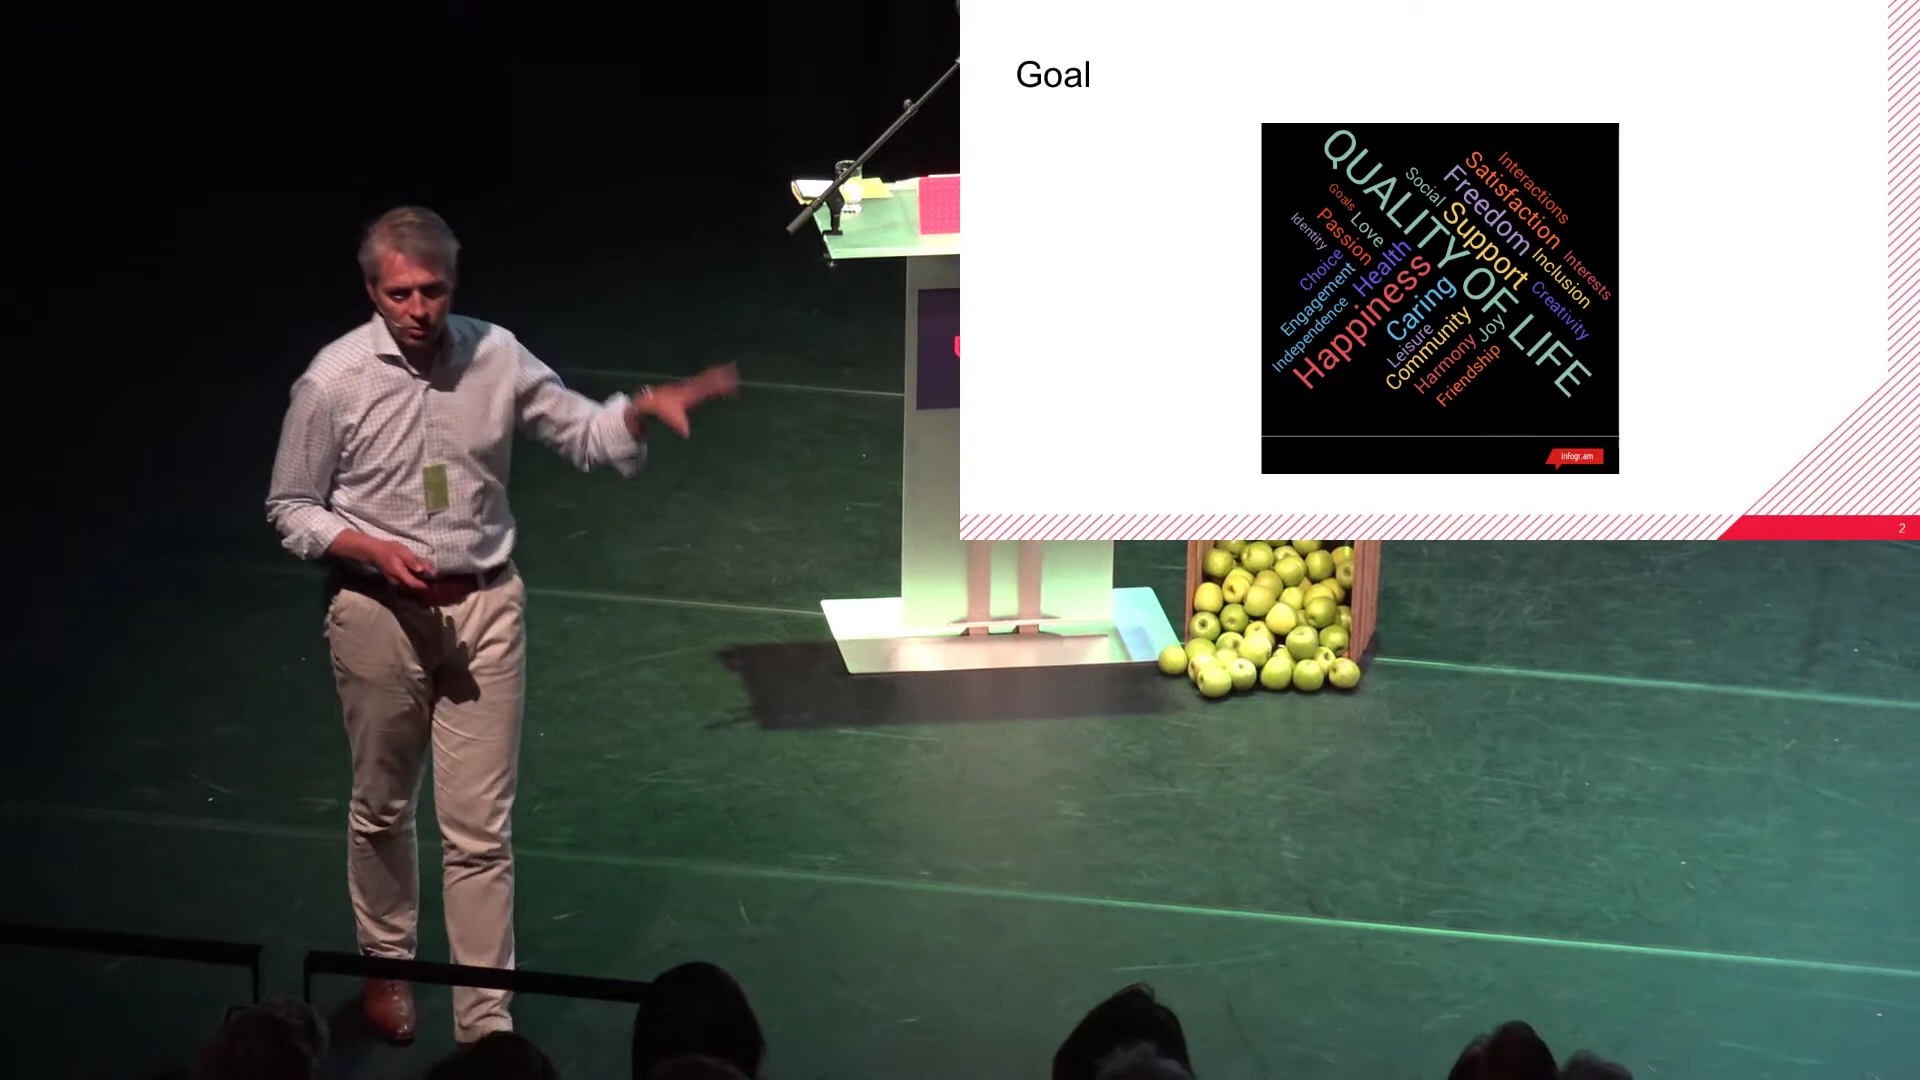 Goal
QUALITY OF LIFE
Interactions
Satisfaction
Freedom
Social
Support
Goals
Love
Passion
Identity
Interests
Inclusion
Creativity
Health
Choice
Engagement
Independence
Happiness
Caring
Leisure
Community
Joy
Harmony
Friendship
infogr.am
2